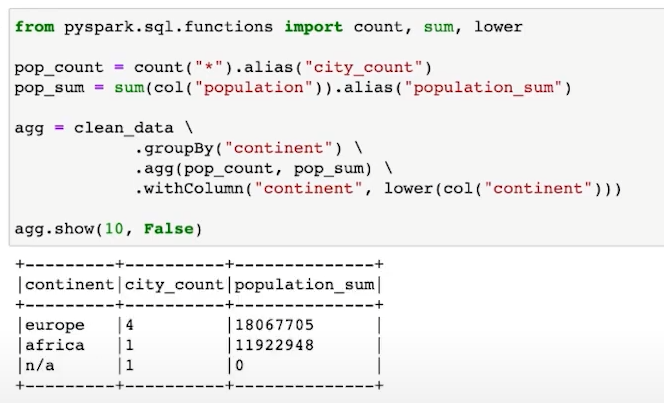 from pyspark.sql.functions import count, sum, lower
pop_count = count("*").alias("city_count")
pop_sum = sum(col("population")).alias("population_sum")
agg = clean_data \
            .groupBy("continent") \
            .agg(pop_count, pop_sum) \
            .withColumn("continent", lower(col("continent")))
agg.show(10, False)
+---------+----------+--------------+
|continent|city_count|population_sum|
+---------+----------+--------------+
|europe   |4         |18067705      |
|africa   |1         |11922948      |
|n/a      |1         |0             |
+---------+----------+--------------+